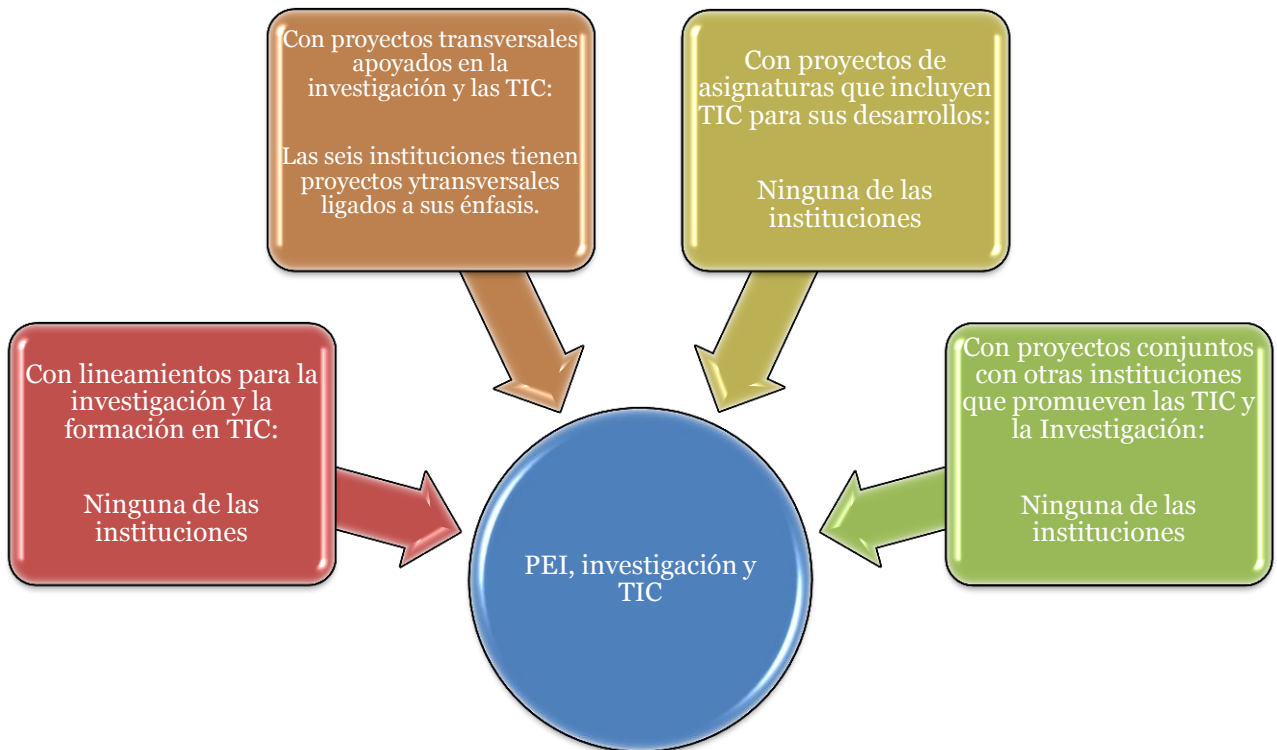 Con proyectos transversales
apoyados en la
investigación y las TIC:
Las seis instituciones tienen
proyectos ytransversales
ligados a sus énfasis.
Con proyectos de
asignaturas que incluyen
TIC para sus desarrollos:
Ninguna de las
instituciones
Con lineamientos para la
investigación y la
formación en TIC:
Ninguna de las
instituciones
Con proyectos conjuntos
con otras instituciones
que promueven las TIC y
la Investigación:
Ninguna de las
instituciones
PEI, investigación y
TIC